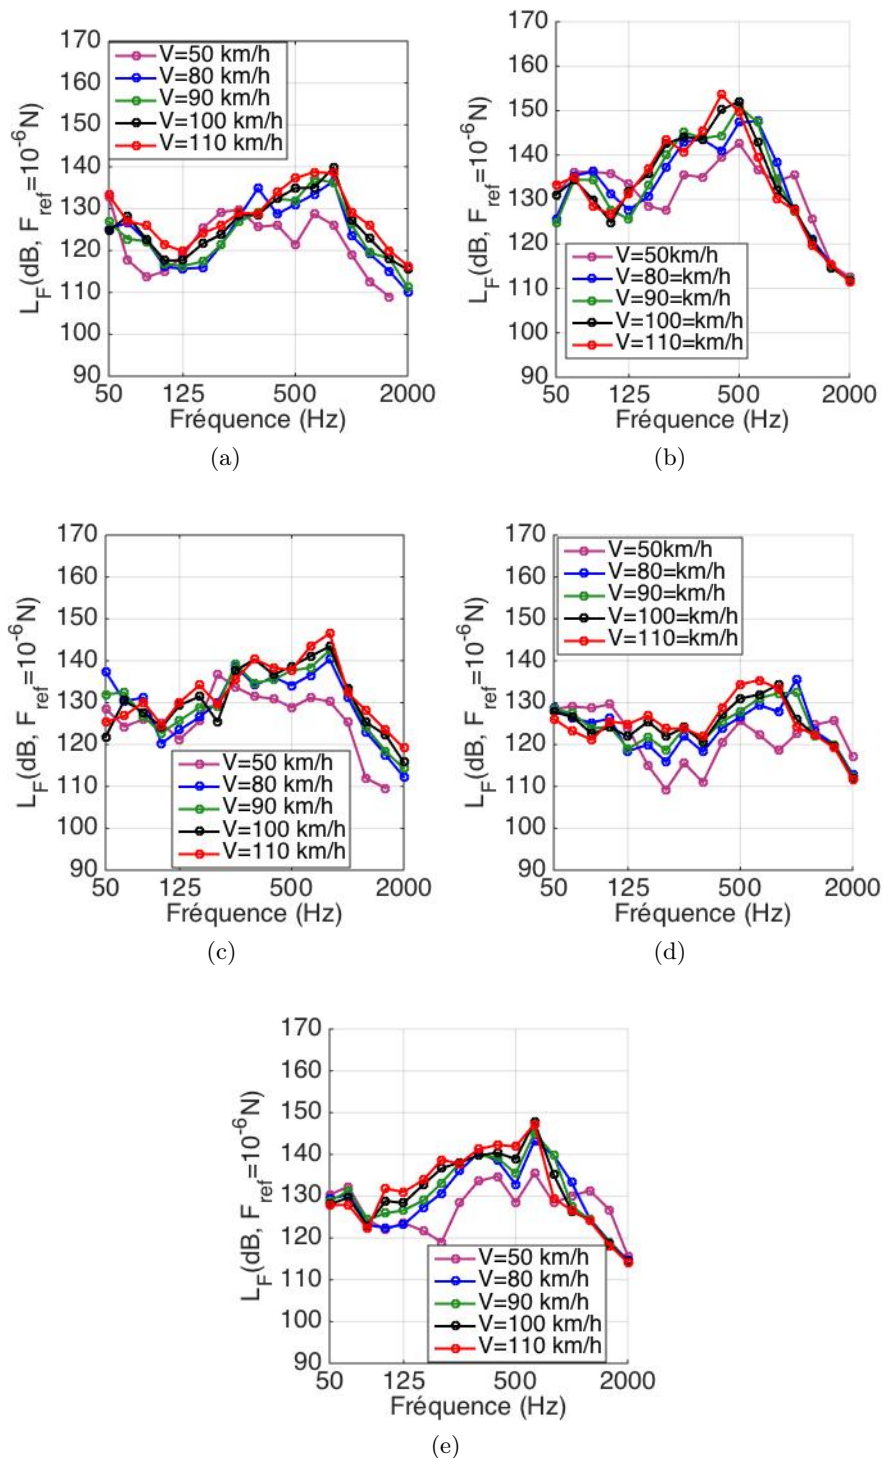 170
160
150
140
130
120
110
100
90
L_F(dB, F_ref=10^-6N)
V=50 km/h
V=80 km/h
V=90 km/h
V=100 km/h
V=110 km/h
50 125 500 2000
Fréquence (Hz)
(a)
170
160
150
140
130
120
110
100
90
L_F(dB, F_ref=10^-6N)
V=50km/h
V=80=km/h
V=90=km/h
V=100=km/h
V=110=km/h
50 125 500 2000
Fréquence (Hz)
(b)
170
160
150
140
130
120
110
100
90
L_F(dB, F_ref=10^-6N)
V=50 km/h
V=80 km/h
V=90 km/h
V=100 km/h
V=110 km/h
50 125 500 2000
Fréquence (Hz)
(c)
170
160
150
140
130
120
110
100
90
L_F(dB, F_ref=10^-6N)
V=50km/h
V=80=km/h
V=90=km/h
V=100=km/h
V=110=km/h
50 125 500 2000
Fréquence (Hz)
(d)
170
160
150
140
130
120
110
100
90
L_F(dB, F_ref=10^-6N)
V=50 km/h
V=80 km/h
V=90 km/h
V=100 km/h
V=110 km/h
50 125 500 2000
Fréquence (Hz)
(e)